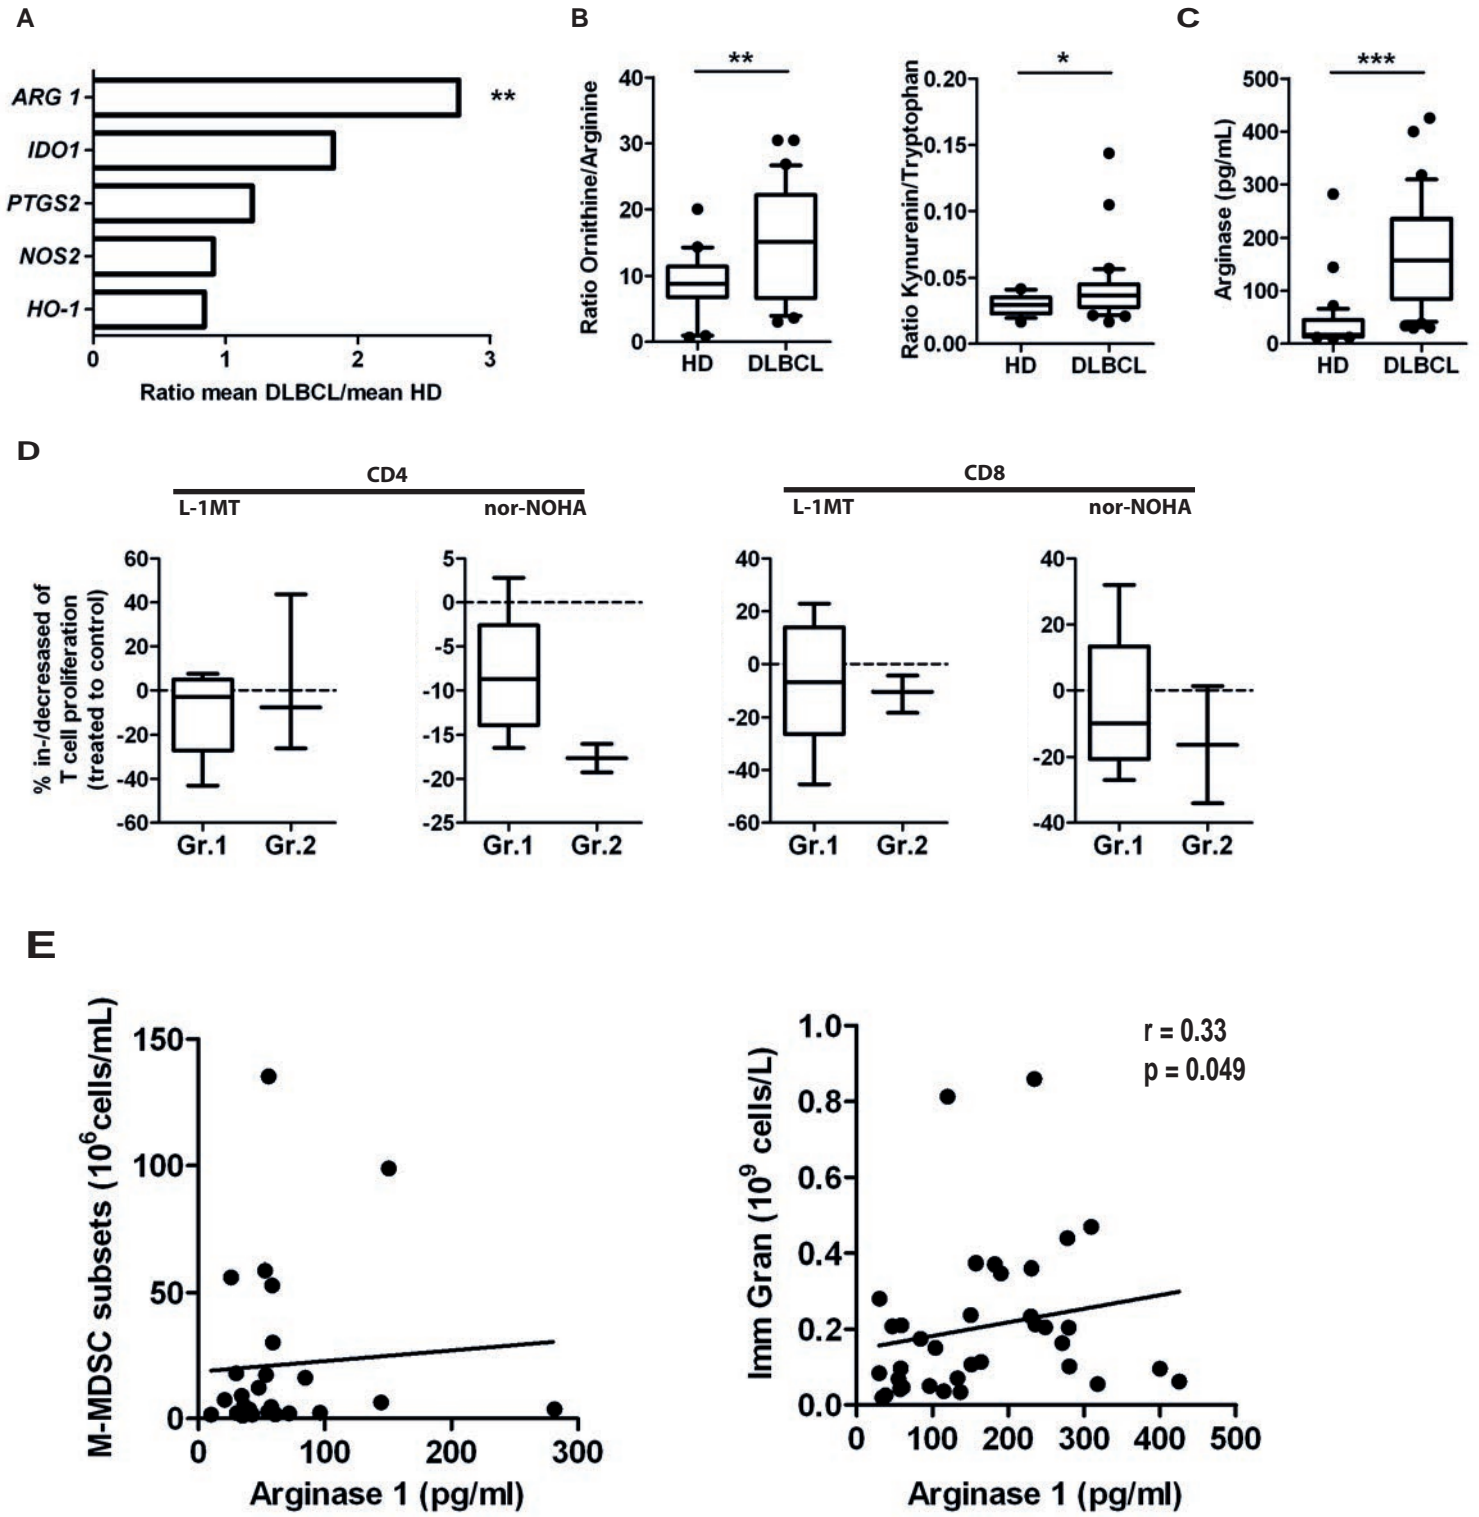 A
ARG 1
IDO1
PTGS2
NOS2
HO-1
**
0 1 2 3
Ratio mean DLBCL/mean HD
B
**
Ratio Ornithine/Arginine
40
30
20
10
0
HD DLBCL
*
Ratio Kynurenin/Tryptophan
0.20
0.15
0.10
0.05
0.00
HD DLBCL
C
***
Arginase (pg/mL)
500
400
300
200
100
0
HD DLBCL
D
CD4
L-1MT nor-NOHA
CD8
L-1MT nor-NOHA
% in-/decresased of
T cell proliferation
(treated to control)
60
40
20
0
-20
-40
-60
Gr.1 Gr.2
5
0
-5
-10
-15
-20
-25
Gr.1 Gr.2
40
20
0
-20
-40
-60
Gr.1 Gr.2
40
20
0
-20
-40
Gr.1 Gr.2
E
M-MDSC subsets (10⁶cells/mL)
150
100
50
0
0 100 200 300
Arginase 1 (pg/ml)
Imm Gran (10⁹ cells/L)
1.0
0.8
0.6
0.4
0.2
0.0
0 100 200 300 400 500
Arginase 1 (pg/ml)
r = 0.33
p = 0.049